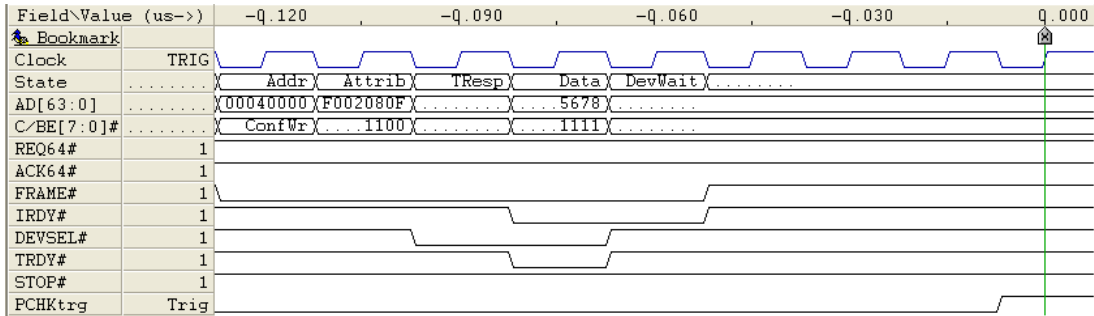 Field\Value (us->) -0.120 -0.090 -0.060 -0.030 0.000
Bookmark
Clock TRIG
State ........ Addr Attrib TResp Data DevWait ........
AD[63:0] ........ 00040000 F002080F ........ ....5678 ........
C/BE[7:0]# ........ ConfWr ....1100 ........ ....1111 ........
REQ64# 1
ACK64# 1
FRAME# 1
IRDY# 1
DEVSEL# 1
TRDY# 1
STOP# 1
PCHKtrg Trig